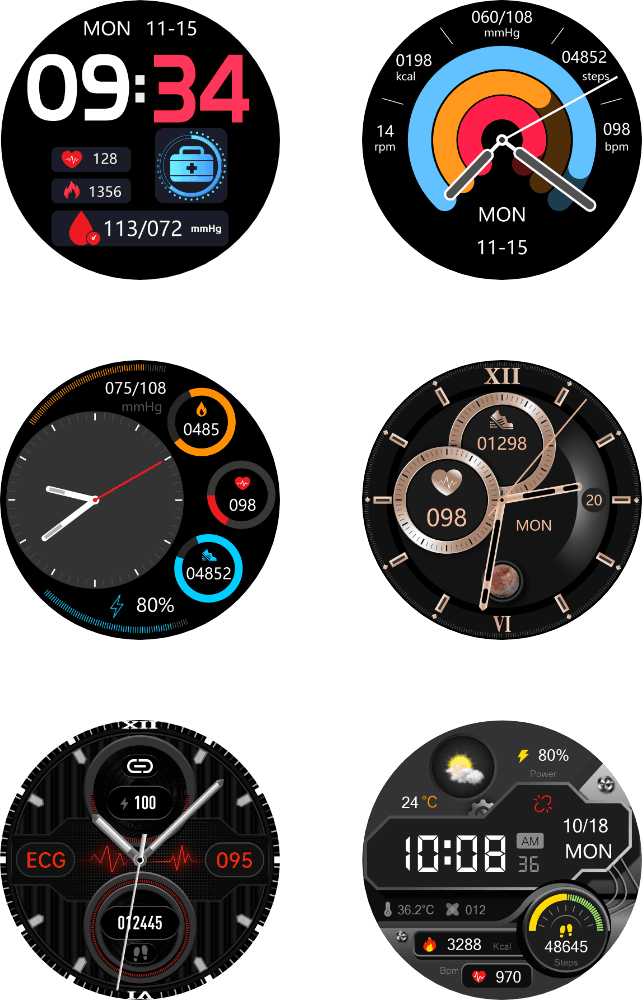 MON 11-15
09:34
128
1356
113/072 mmHg
060/108
mmHg
0198
kcal
04852
steps
14
rpm
098
bpm
MON
11-15
075/108
mmHg
0485
098
04852
80%
XII
01298
098
20
MON
VI
XII
100
ECG
095
012445
VI
80%
Power
24 °C
10/18
10:08
AM
36
MON
36.2°C
012
3288 Kcal
48645
Steps
Bpm
970